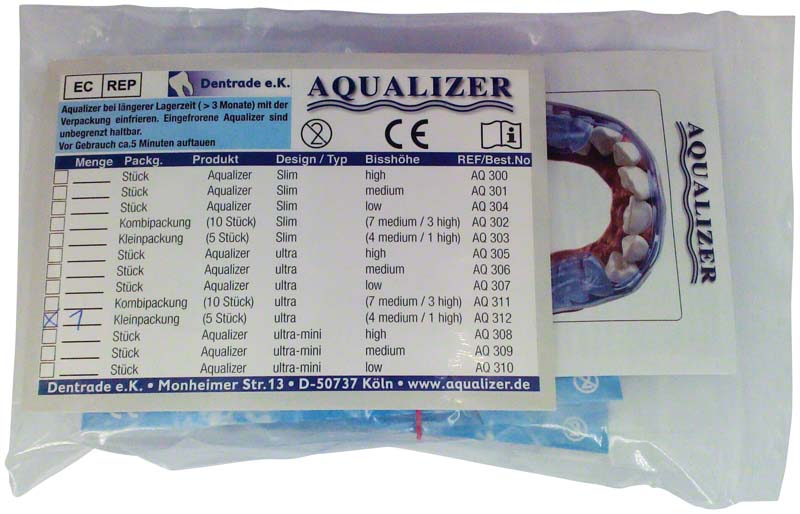 EC REP
Dentrade e.K.
AQUALIZER
Aqualizer bei längerer Lagerzeit ( > 3 Monate) mit der
Verpackung einfrieren. Eingefrorene Aqualizer sind
unbegrenzt haltbar.
Vor Gebrauch ca.5 Minuten auftauen
2
CE
i
Menge Packg. Produkt Design / Typ Bisshöhe REF/Best.No
Stück Aqualizer Slim high AQ 300
Stück Aqualizer Slim medium AQ 301
Stück Aqualizer Slim low AQ 304
Kombipackung (10 Stück) Slim (7 medium / 3 high) AQ 302
Kleinpackung (5 Stück) Slim (4 medium / 1 high) AQ 303
Stück Aqualizer ultra high AQ 305
Stück Aqualizer ultra medium AQ 306
Stück Aqualizer ultra low AQ 307
Kombipackung (10 Stück) ultra (7 medium / 3 high) AQ 311
X 1 Kleinpackung (5 Stück) ultra (4 medium / 1 high) AQ 312
Stück Aqualizer ultra-mini high AQ 308
Stück Aqualizer ultra-mini medium AQ 309
Stück Aqualizer ultra-mini low AQ 310
Dentrade e.K. • Monheimer Str.13 • D-50737 Köln • www.aqualizer.de
AQUALIZER